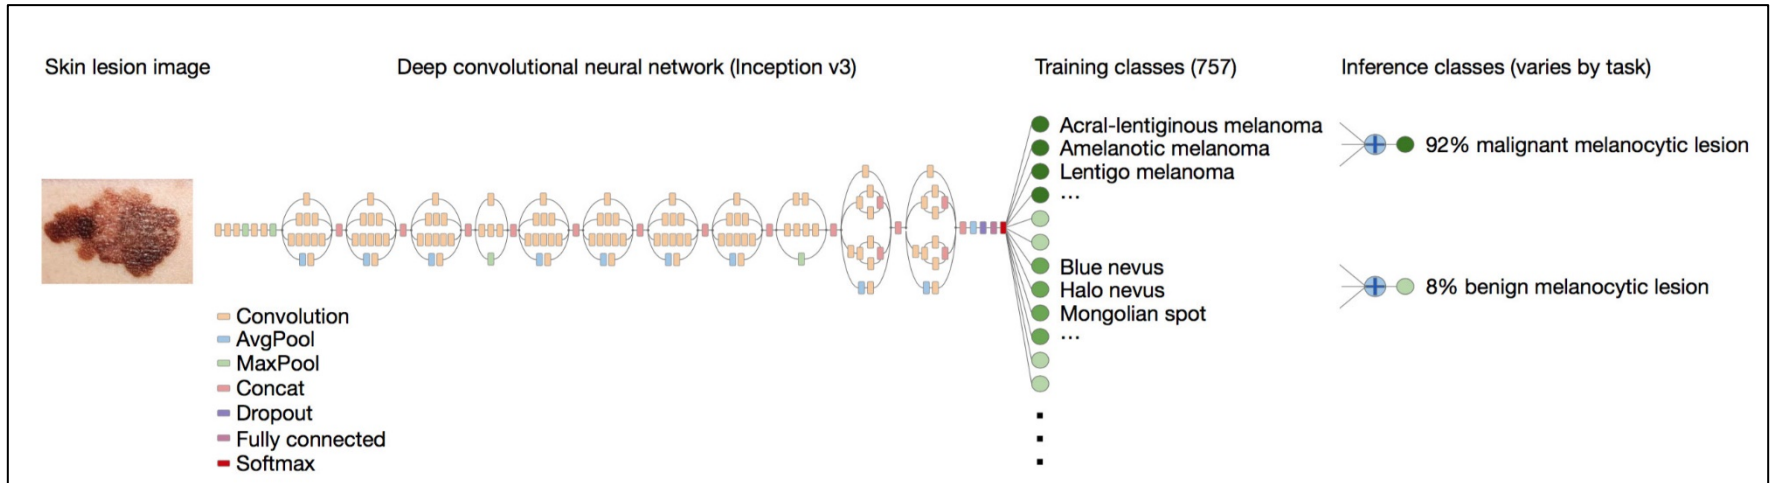 Skin lesion image
Deep convolutional neural network (Inception v3)
Training classes (757)
Inference classes (varies by task)
Acral-lentiginous melanoma
Amelanotic melanoma
Lentigo melanoma
...
Blue nevus
Halo nevus
Mongolian spot
...
92% malignant melanocytic lesion
8% benign melanocytic lesion
Convolution
AvgPool
MaxPool
Concat
Dropout
Fully connected
Softmax